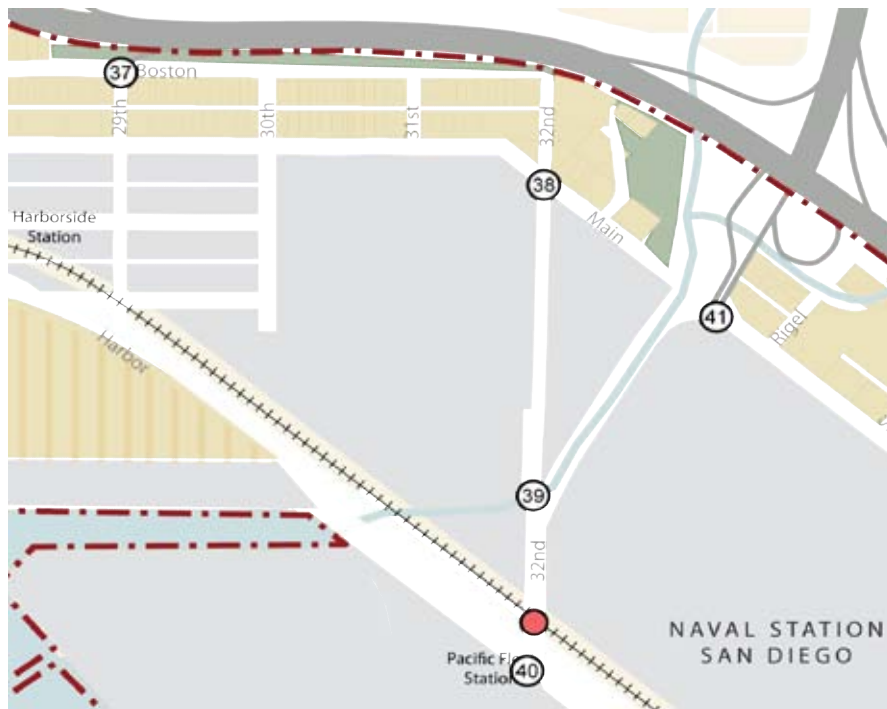 37
Boston
29th
30th
31st
32nd
38
Main
Harborside
Station
41
Rigel
Harbor
39
32nd
NAVAL STATION
SAN DIEGO
Pacific
Station
40